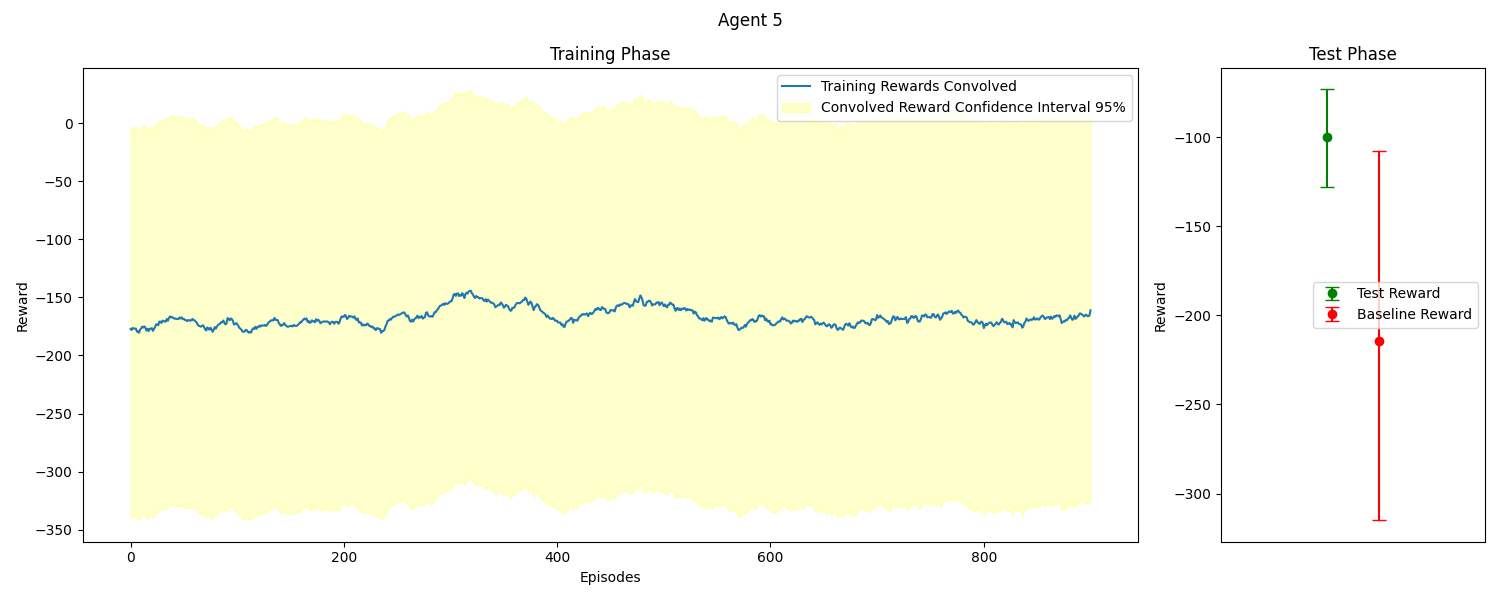 Agent 5
Training Phase
Training Rewards Convolved
Convolved Reward Confidence Interval 95%
Reward
0
−50
−100
−150
−200
−250
−300
−350
0
200
400
600
800
Episodes
Test Phase
Reward
−100
−150
−200
−250
−300
Test Reward
Baseline Reward